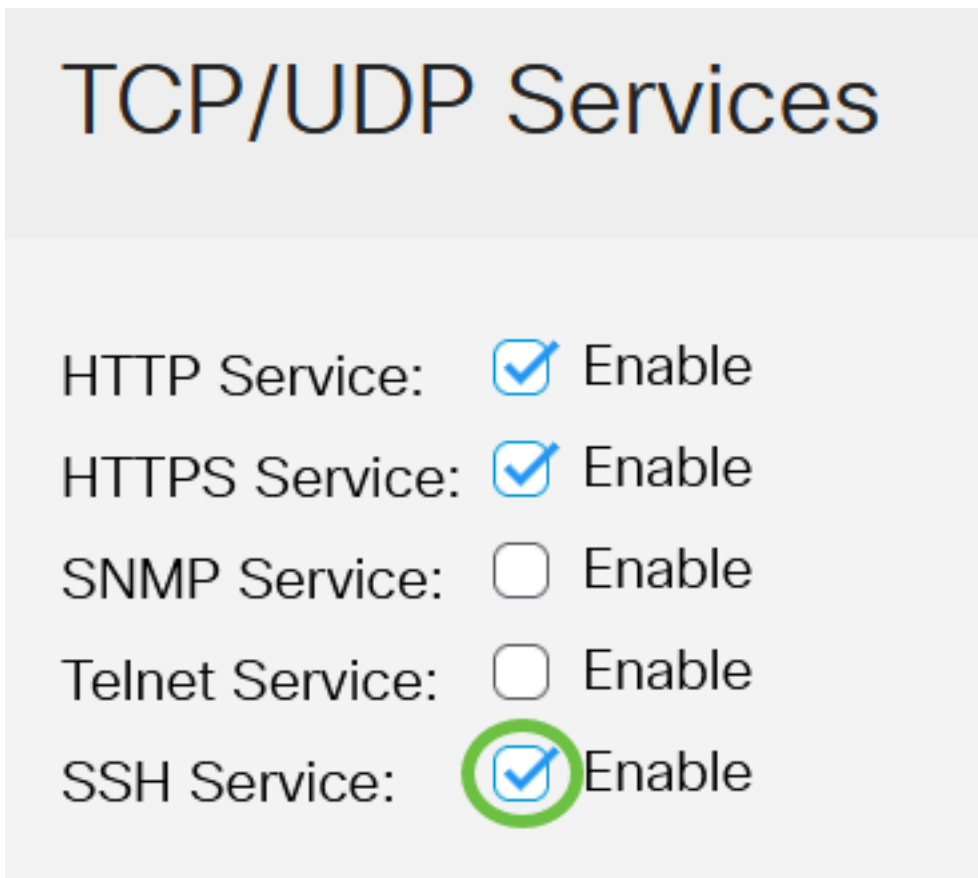 TCP/UDP Services
HTTP Service: Enable
HTTPS Service: Enable
SNMP Service: Enable
Telnet Service: Enable
SSH Service: Enable